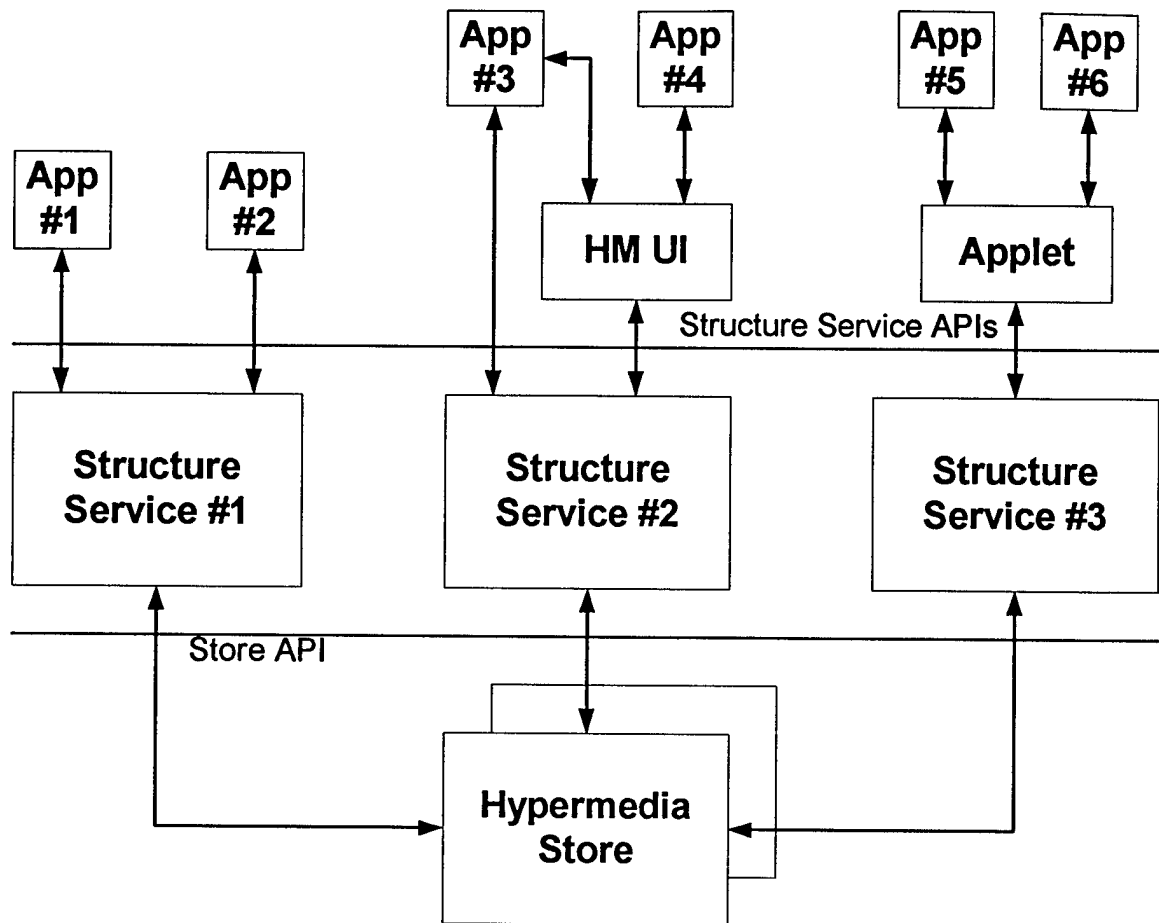 App
#3
App
#4
App
#5
App
#6
App
#1
App
#2
HM UI
Applet
Structure Service APIs
Structure
Service #1
Structure
Service #2
Structure
Service #3
Store API
Hypermedia
Store